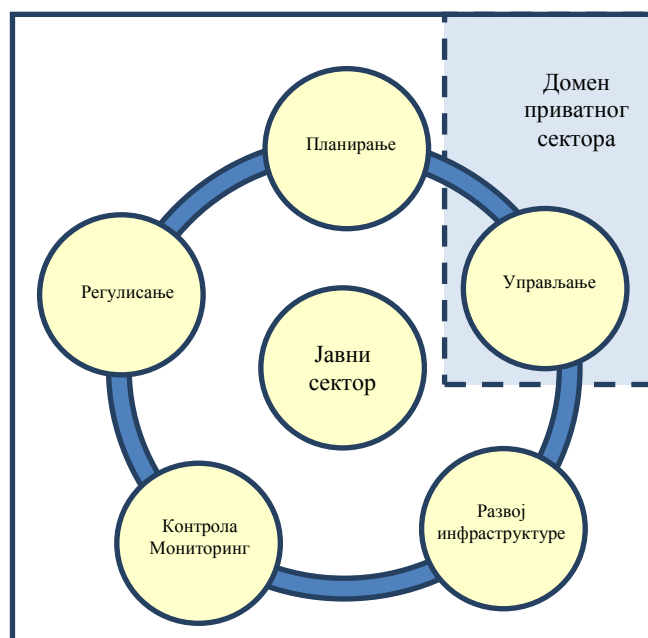 Домен
приватног
сектора
Планирање
Регулисање
Управљање
Јавни
сектор
Контрола
Мониторинг
Развој
инфраструктуре